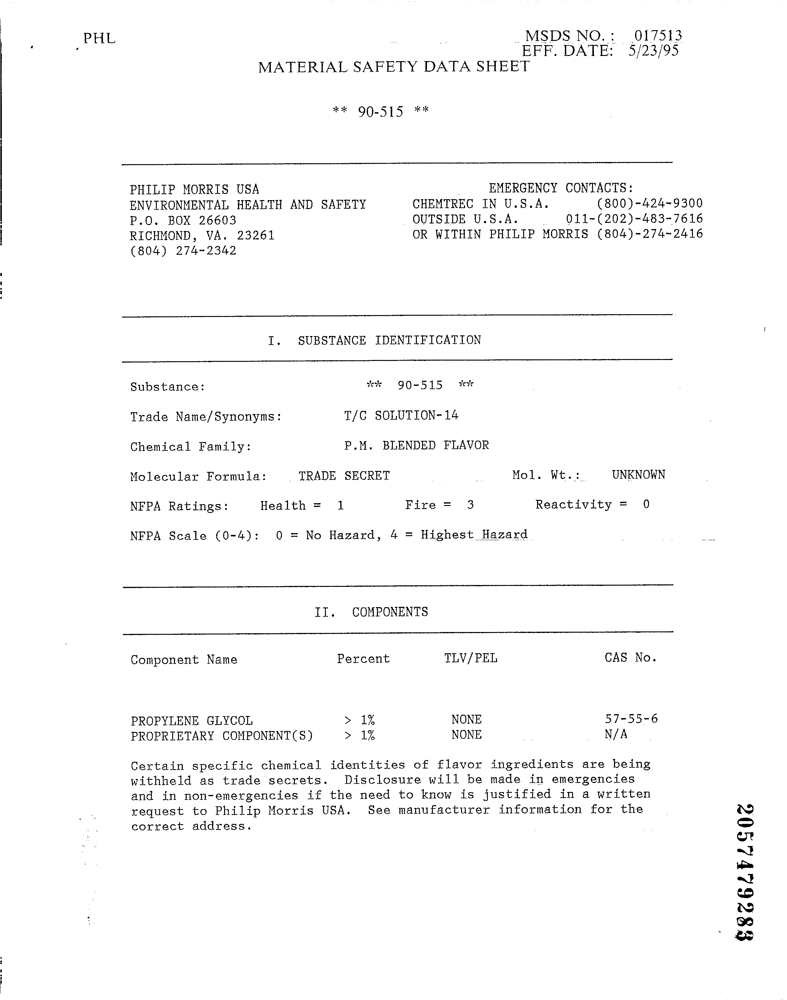 PHL
MSDS NO.: 017513
EFF. DATE: 5/23/95
MATERIAL SAFETY DATA SHEET
** 90-515 **
PHILIP MORRIS USA
ENVIRONMENTAL HEALTH AND SAFETY
P.O. BOX 26603
RICHMOND, VA. 23261
(804) 274-2342
EMERGENCY CONTACTS:
CHEMTREC IN U.S.A. (800)-424-9300
OUTSIDE U.S.A. 011-(202)-483-7616
OR WITHIN PHILIP MORRIS (804)-274-2416
I. SUBSTANCE IDENTIFICATION
Substance: ** 90-515 **
Trade Name/Synonyms: T/C SOLUTION-14
Chemical Family: P.M. BLENDED FLAVOR
Molecular Formula: TRADE SECRET Mol. Wt.: UNKNOWN
NFPA Ratings: Health = 1 Fire = 3 Reactivity = 0
NFPA Scale (0-4): 0 = No Hazard, 4 = Highest Hazard
II. COMPONENTS
Component Name Percent TLV/PEL CAS No.
PROPYLENE GLYCOL > 1% NONE 57-55-6
PROPRIETARY COMPONENT(S) > 1% NONE N/A
Certain specific chemical identities of flavor ingredients are being
withheld as trade secrets. Disclosure will be made in emergencies
and in non-emergencies if the need to know is justified in a written
request to Philip Morris USA. See manufacturer information for the
correct address.
2057479283